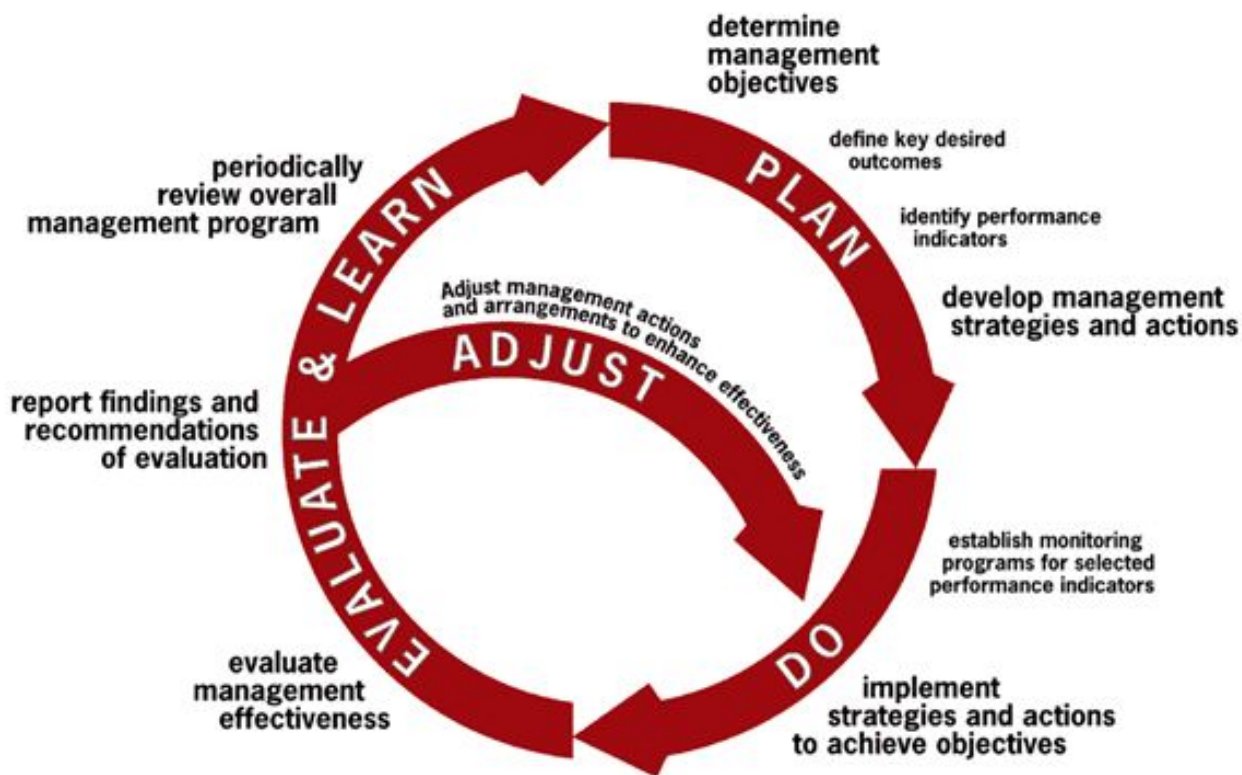 determine
management
objectives
define key desired
outcomes
PLAN
identify performance
indicators
develop management
strategies and actions
establish monitoring
programs for selected
performance indicators
DO
implement
strategies and actions
to achieve objectives
evaluate
management
effectiveness
EVALUATE & LEARN
report findings and
recommendations
of evaluation
periodically
review overall
management program
Adjust management actions
and arrangements to enhance effectiveness
ADJUST